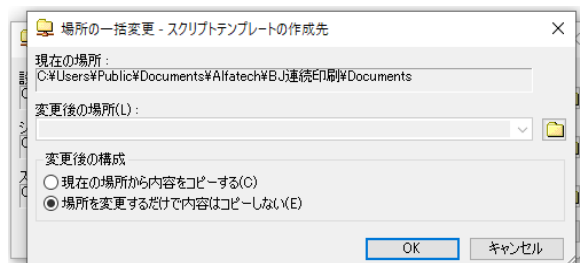 場所の一括変更 - スクリプトテンプレートの作成先
現在の場所 :
C:¥Users¥Public¥Documents¥Alfatech¥BJ連続印刷¥Documents
変更後の場所(L) :
変更後の構成
現在の場所から内容をコピーする(C)
場所を変更するだけで内容はコピーしない(E)
OK キャンセル